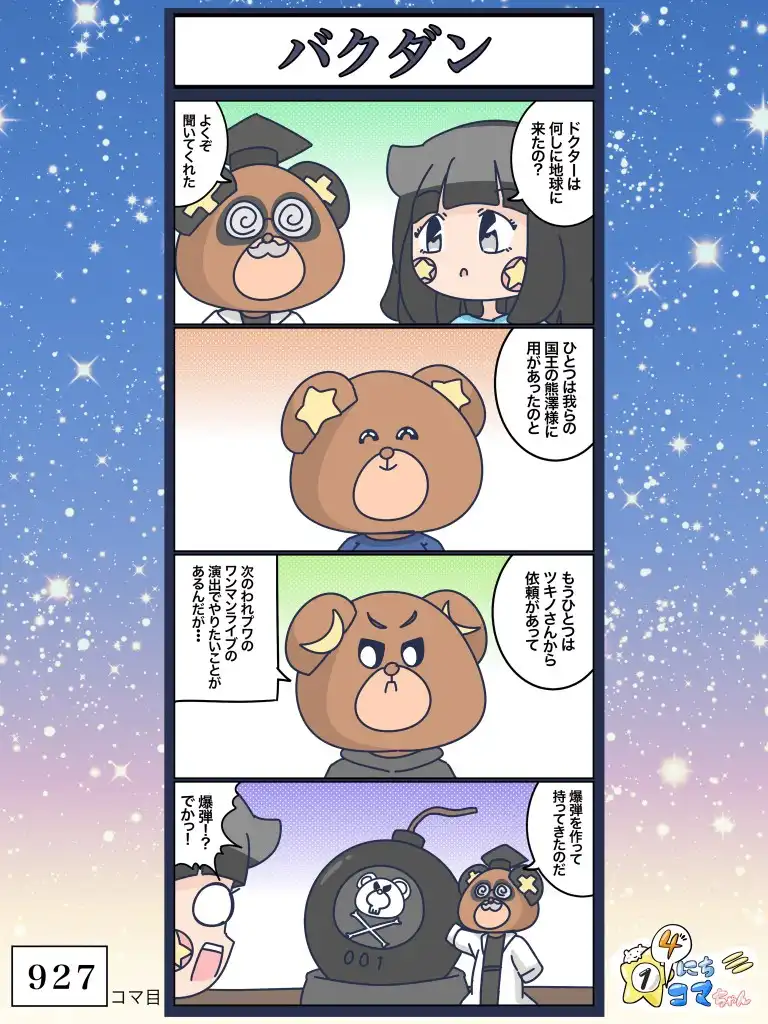 バクダン
ドクターは
何しに地球に
来たの?
よくぞ
聞いてくれた
ひとつは我らの
国王の熊澤様に
用があったのと
もうひとつは
ツキノさんから
依頼があって
次のわれプワの
ワンマンライブの
演出でやりたいことが
あるんだが…
爆弾を作って
持ってきたのだ
爆弾!?
でかっ!
001
927
コマ目
1
にち
4
コマ
ちゃん